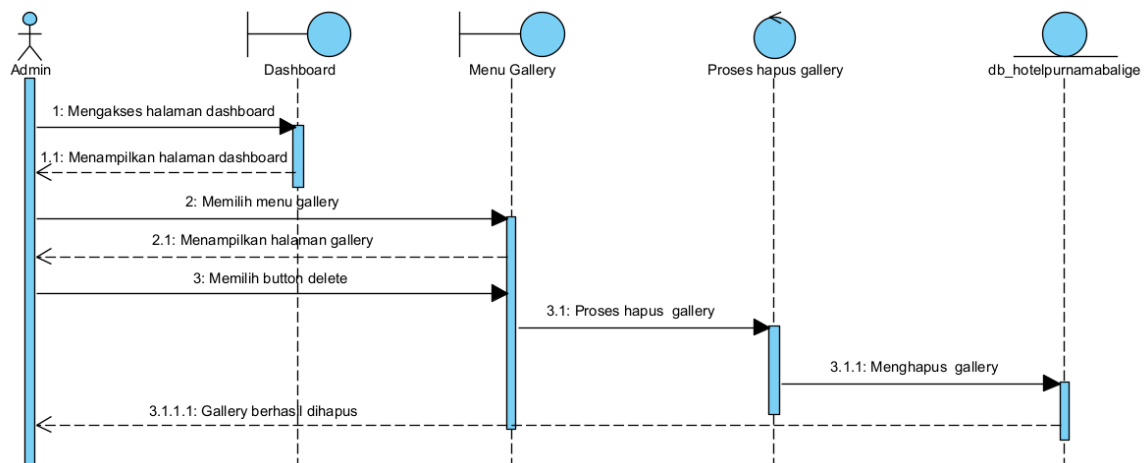 Admin
Dashboard
Menu Gallery
Proses hapus gallery
db_hotelpurnamabalige
1: Mengakses halaman dashboard
1.1: Menampilkan halaman dashboard
2: Memilih menu gallery
2.1: Menampilkan halaman gallery
3: Memilih button delete
3.1: Proses hapus  gallery
3.1.1: Menghapus  gallery
3.1.1.1: Gallery berhasil dihapus